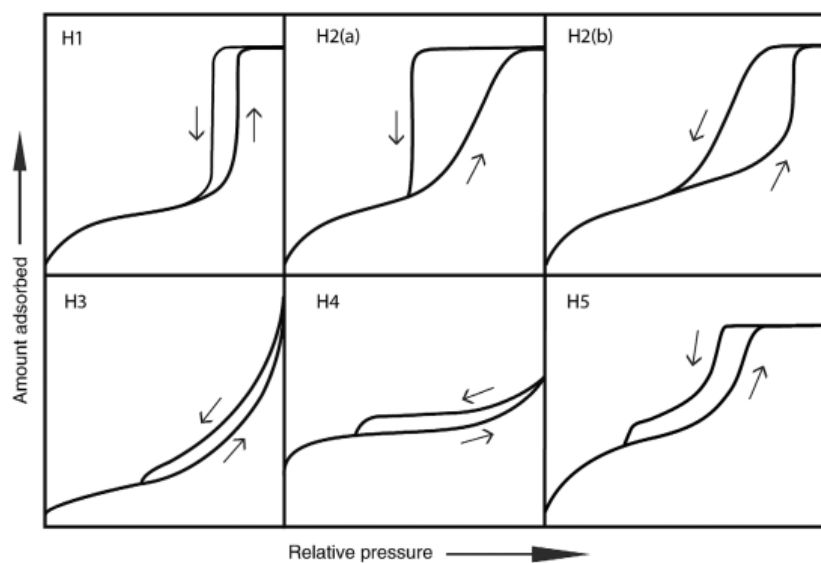 H1
H2(a)
H2(b)
H3
H4
H5
Amount adsorbed
Relative pressure